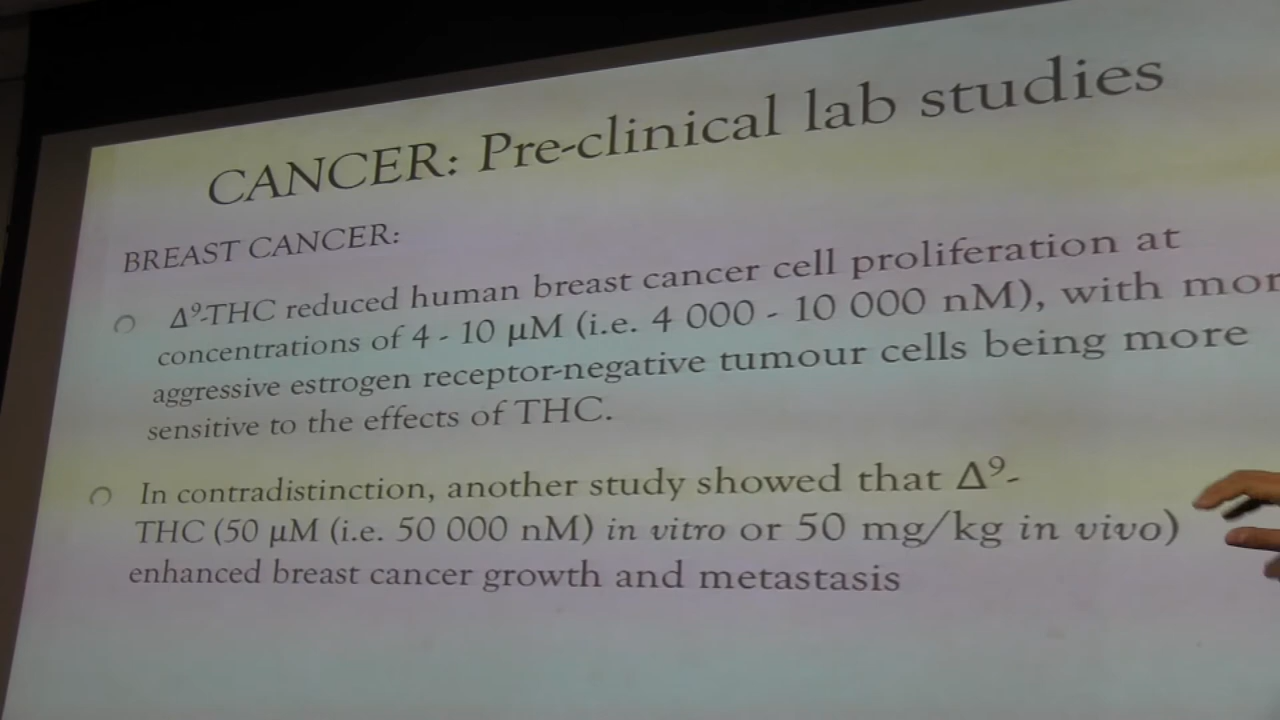 CANCER: Pre-clinical lab studies
BREAST CANCER:
Δ⁹-THC reduced human breast cancer cell proliferation at
concentrations of 4 - 10 µM (i.e. 4 000 - 10 000 nM), with
aggressive estrogen receptor-negative tumour cells being more
sensitive to the effects of THC.
In contradistinction, another study showed that Δ⁹-
THC (50 µM (i.e. 50 000 nM) in vitro or 50 mg/kg in vivo)
enhanced breast cancer growth and metastasis